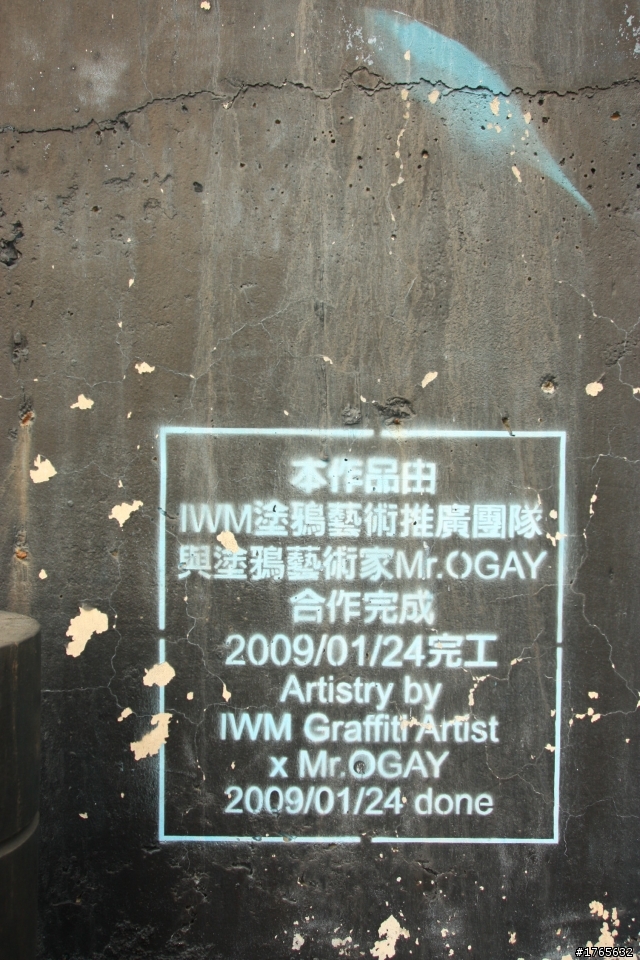 本作品由
IWM塗鴉藝術推廣團隊
與塗鴉藝術家Mr.OGAY
合作完成
2009/01/24完工
Artistry by
IWM Graffiti Artist
x Mr.OGAY
2009/01/24 done
#1765632